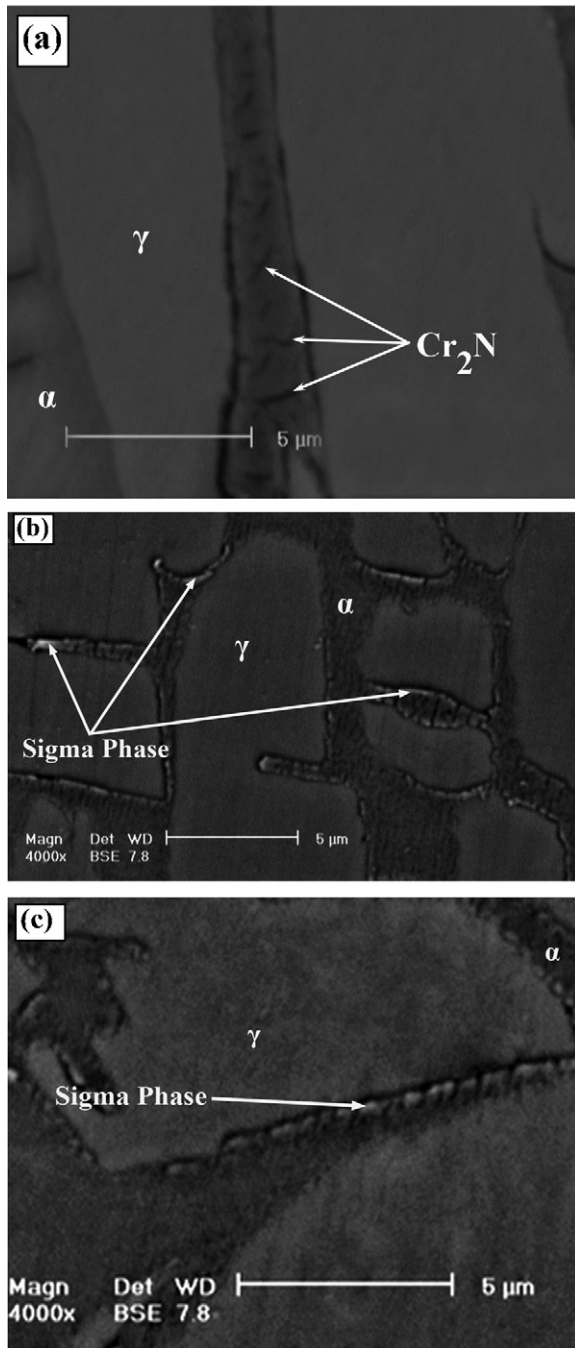 (a)
γ
Cr₂N
α
5 µm
(b)
α
γ
Sigma Phase
Magn Det WD
4000x BSE 7.8
5 µm
(c)
α
γ
Sigma Phase
Magn Det WD
4000x BSE 7.8
5 µm